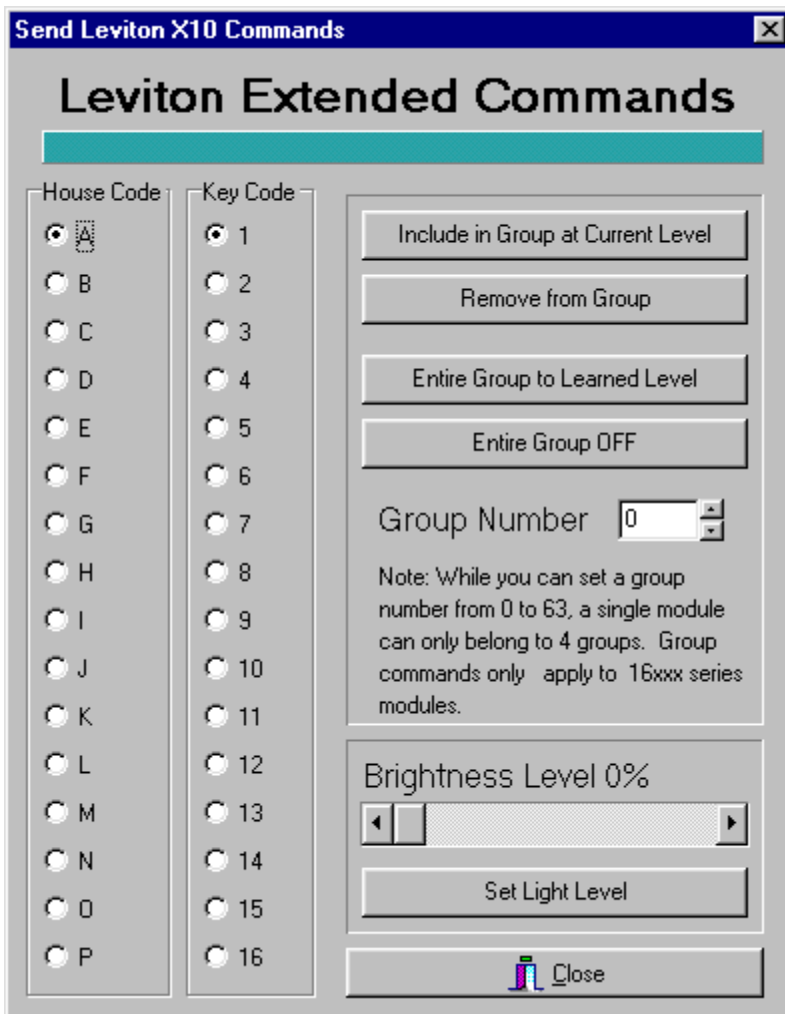 Send Leviton X10 Commands
Leviton Extended Commands
House Code
A
B
C
D
E
F
G
H
I
J
K
L
M
N
O
P
Key Code
1
2
3
4
5
6
7
8
9
10
11
12
13
14
15
16
Include in Group at Current Level
Remove from Group
Entire Group to Learned Level
Entire Group OFF
Group Number 0
Note: While you can set a group
number from 0 to 63, a single module
can only belong to 4 groups. Group
commands only apply to 16xxx series
modules.
Brightness Level 0%
Set Light Level
Close